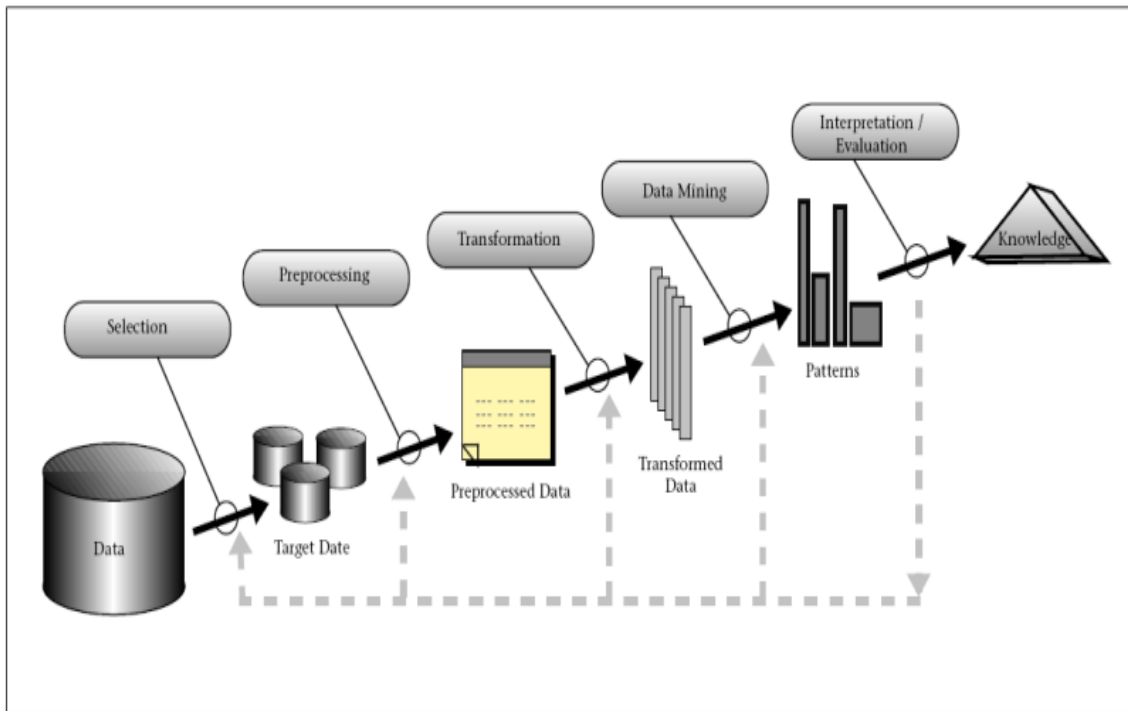 Interpretation /
Evaluation
Data Mining
Transformation
Knowledge
Preprocessing
Selection
Patterns
Transformed
Data
Preprocessed Data
Target Date
Data